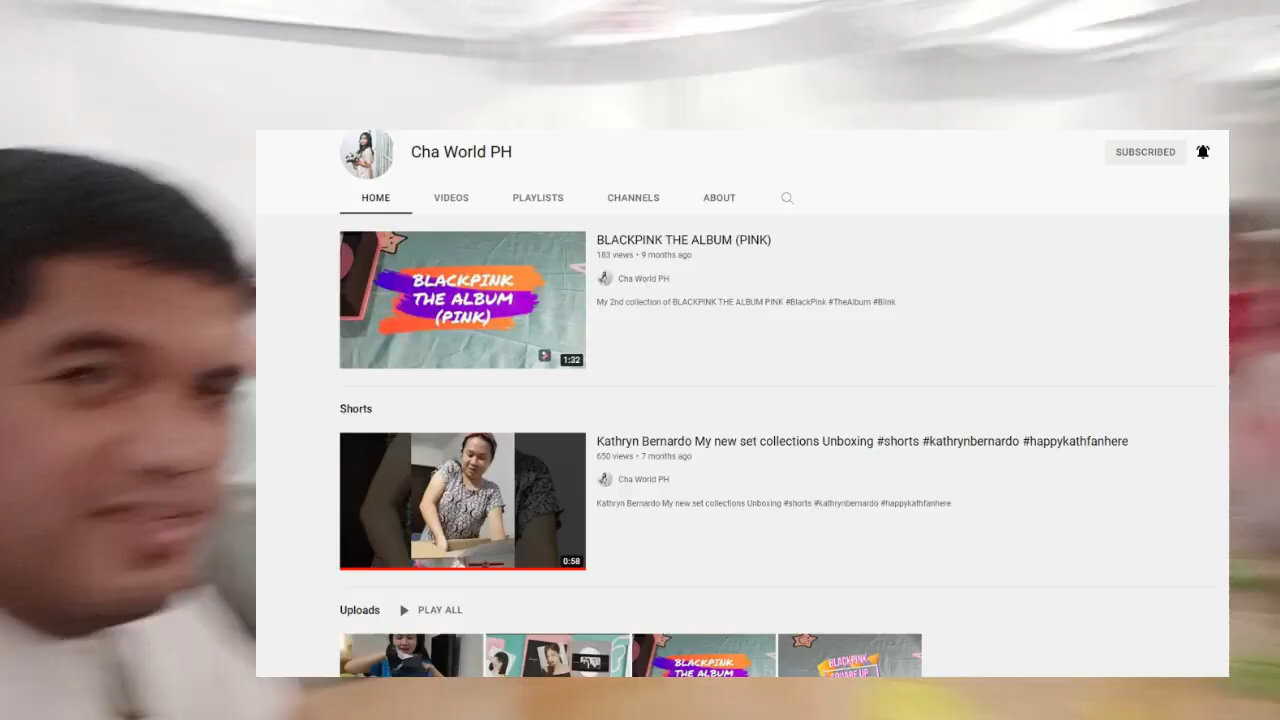 Cha World PH
SUBSCRIBED
HOME VIDEOS PLAYLISTS CHANNELS ABOUT
BLACKPINK
THE ALBUM
(PINK)
1:32
BLACKPINK THE ALBUM (PINK)
183 views • 9 months ago
Cha World PH
My 2nd collection of BLACKPINK THE ALBUM PINK #BlackPink #TheAlbum #Blink
Shorts
0:58
Kathryn Bernardo My new set collections Unboxing #shorts #kathrynbernardo #happykathfanhere
650 views • 7 months ago
Cha World PH
Kathryn Bernardo My new set collections Unboxing #shorts #kathrynbernardo #happykathfanhere
Uploads PLAY ALL
BLACKPINK
THE ALBUM
BLACKPINK
SQUARE UP